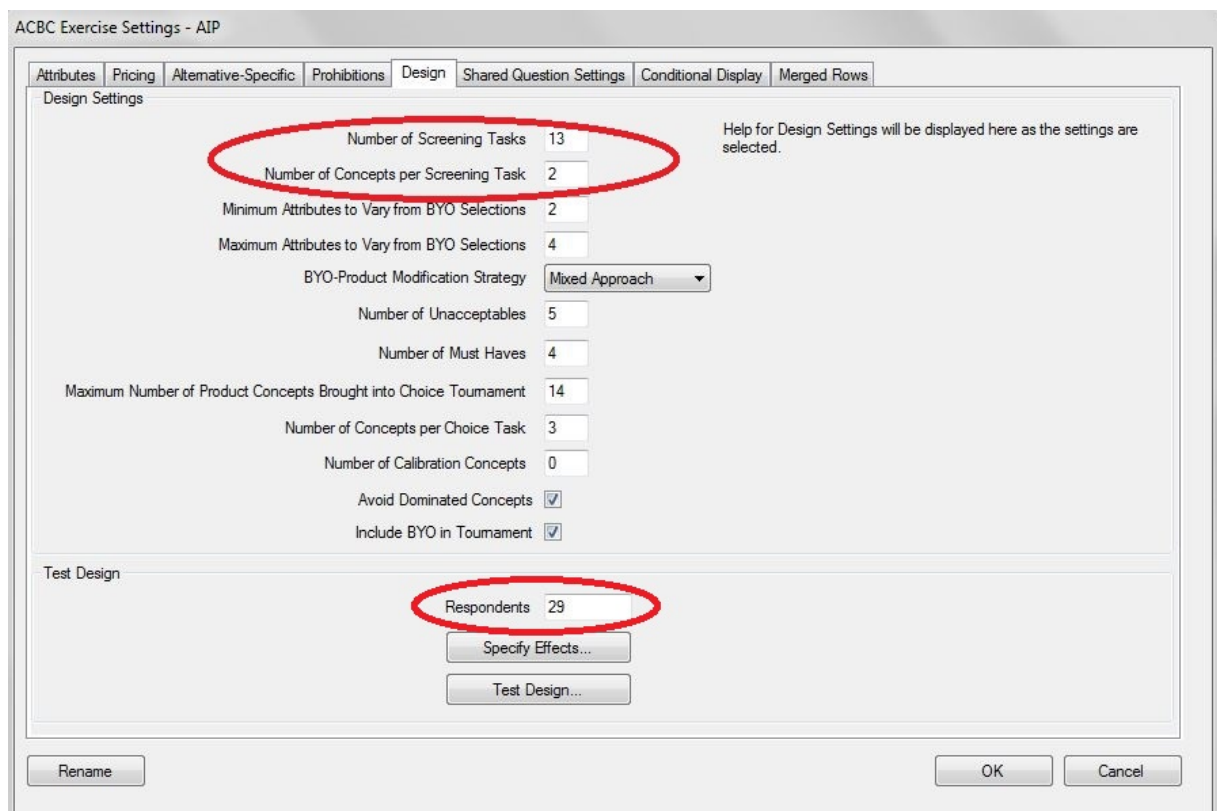 ACBC Exercise Settings - AIP
Attributes Pricing Alternative-Specific Prohibitions Design Shared Question Settings Conditional Display Merged Rows
Design Settings
Number of Screening Tasks 13
Help for Design Settings will be displayed here as the settings are
selected.
Number of Concepts per Screening Task 2
Minimum Attributes to Vary from BYO Selections 2
Maximum Attributes to Vary from BYO Selections 4
BYO-Product Modification Strategy Mixed Approach
Number of Unacceptables 5
Number of Must Haves 4
Maximum Number of Product Concepts Brought into Choice Tournament 14
Number of Concepts per Choice Task 3
Number of Calibration Concepts 0
Avoid Dominated Concepts
Include BYO in Tournament
Test Design
Respondents 29
Specify Effects...
Test Design...
Rename OK Cancel